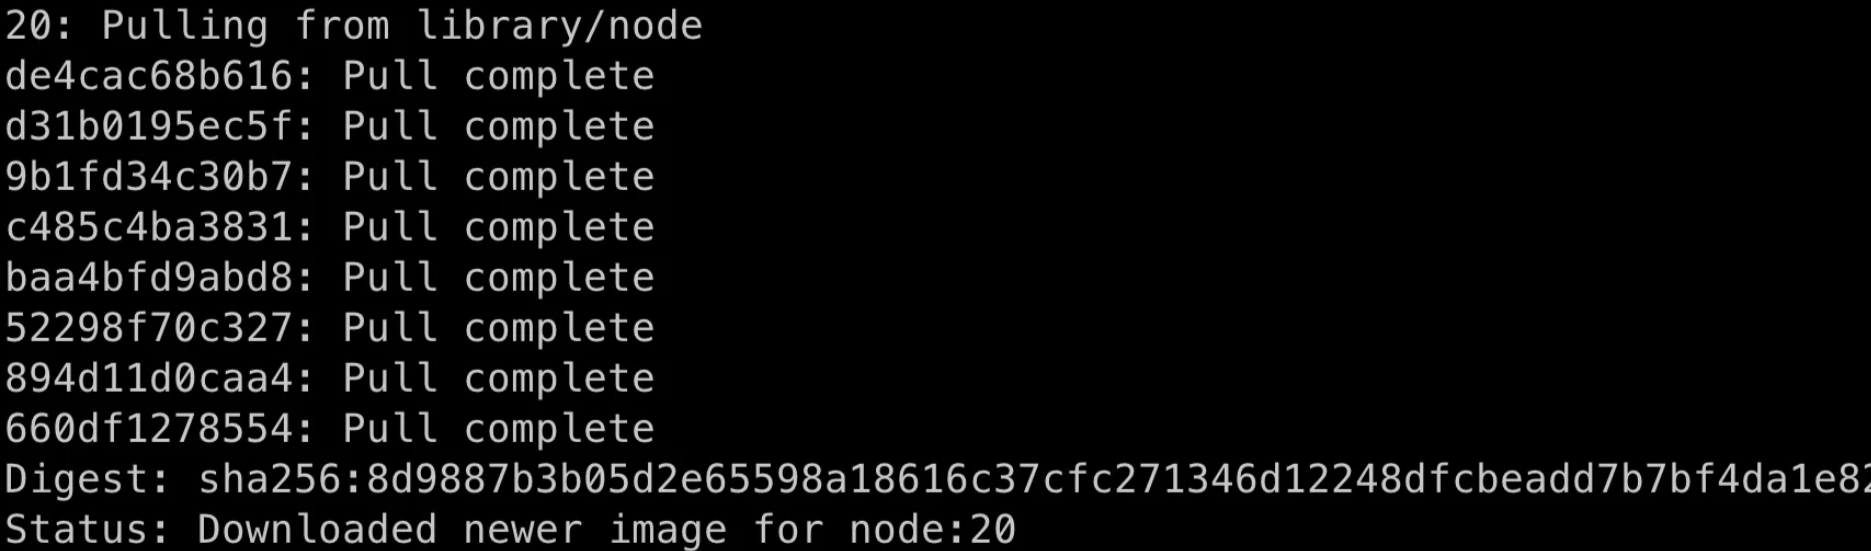 20: Pulling from library/node
de4cac68b616: Pull complete
d31b0195ec5f: Pull complete
9b1fd34c30b7: Pull complete
c485c4ba3831: Pull complete
baa4bfd9abd8: Pull complete
52298f70c327: Pull complete
894d11d0caa4: Pull complete
660df1278554: Pull complete
Digest: sha256:8d9887b3b05d2e65598a18616c37cfc271346d12248dfcbeadd7b7bf4da1e82
Status: Downloaded newer image for node:20